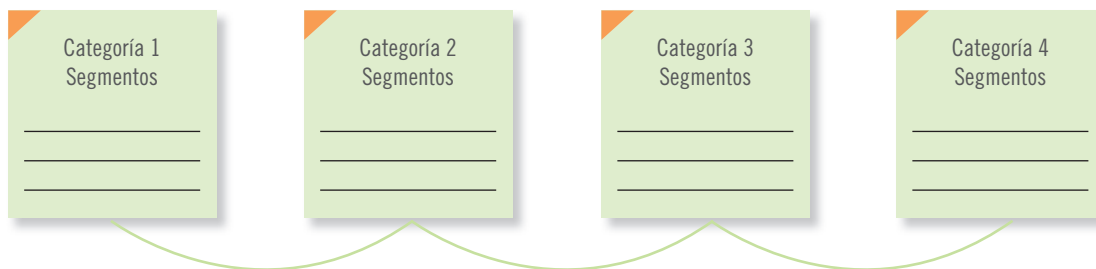 Categoría 1
Segmentos
Categoría 2
Segmentos
Categoría 3
Segmentos
Categoría 4
Segmentos